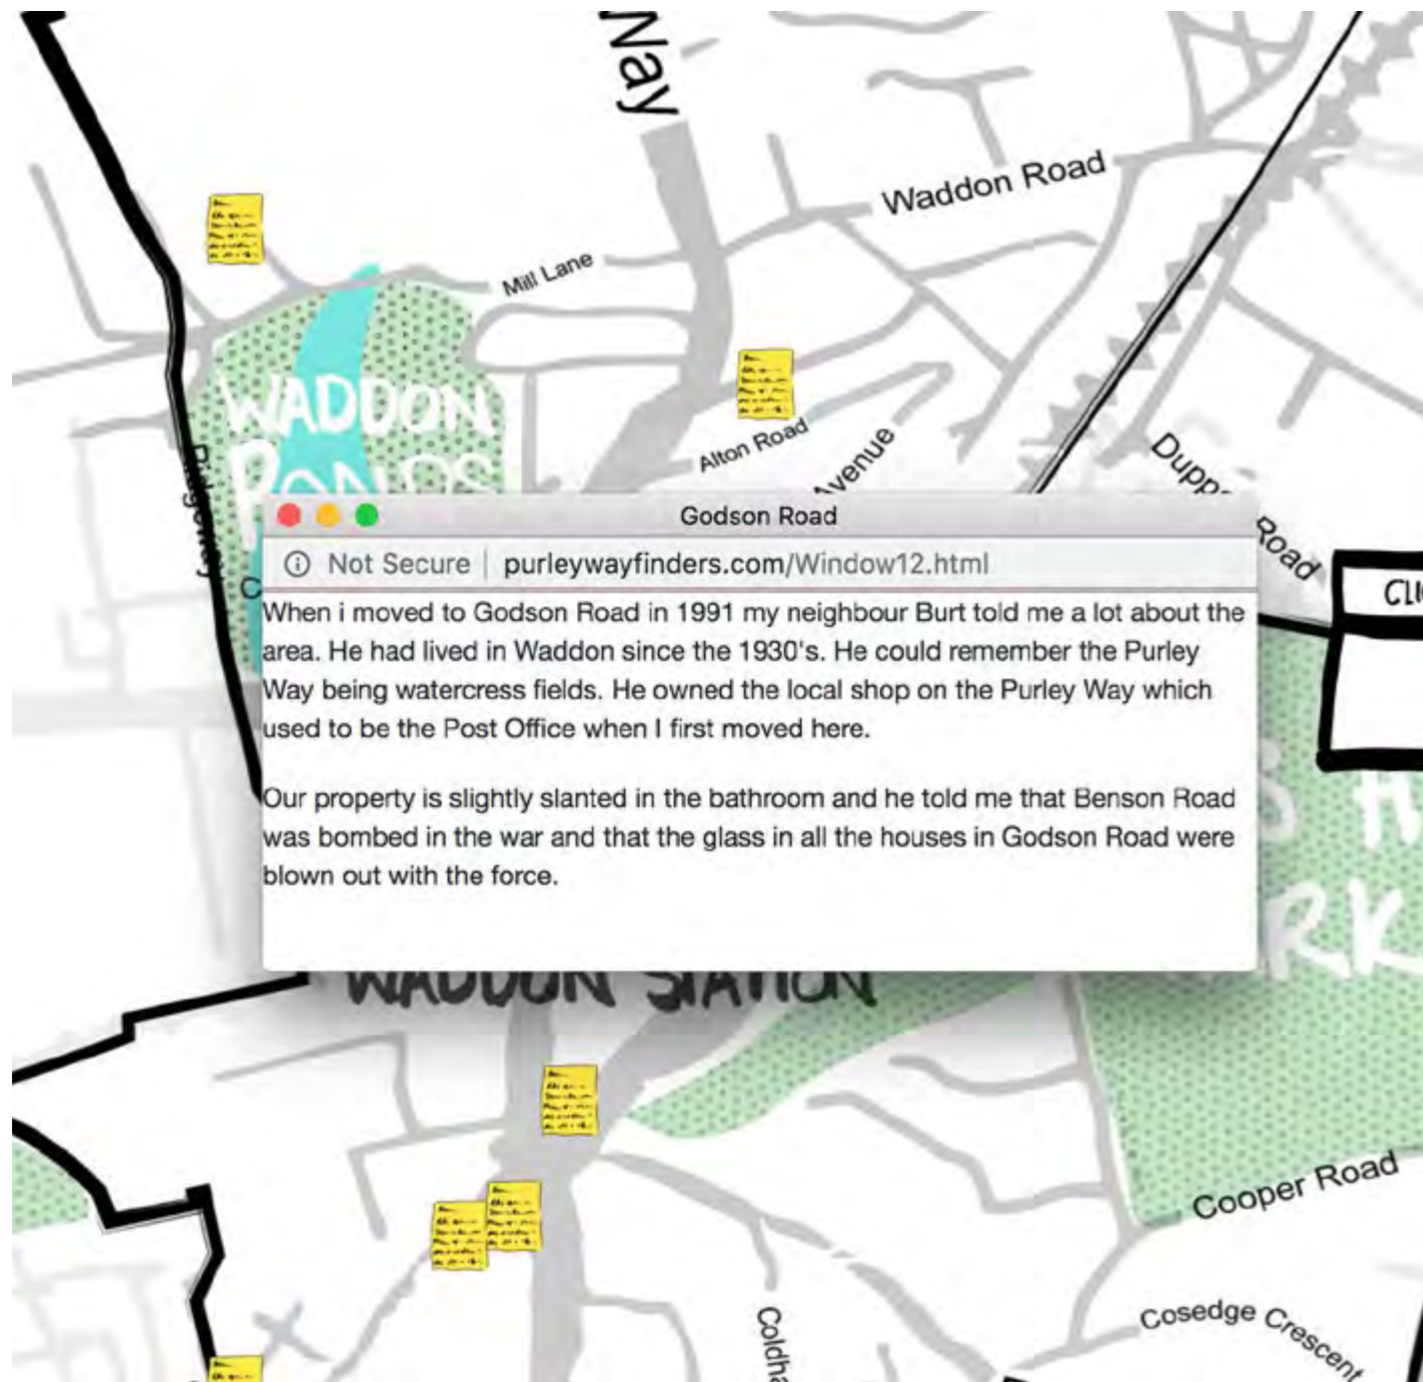 Way
Waddon Road
Mill Lane
WADDON
PONDS
Alton Road
Avenue
Road
Godson Road
Not Secure | purleywayfinders.com/Window12.html
When i moved to Godson Road in 1991 my neighbour Burt told me a lot about the
area. He had lived in Waddon since the 1930's. He could remember the Purley
Way being watercress fields. He owned the local shop on the Purley Way which
used to be the Post Office when I first moved here.
Our property is slightly slanted in the bathroom and he told me that Benson Road
was bombed in the war and that the glass in all the houses in Godson Road were
blown out with the force.
WADDON STATION
Cooper Road
Cosedge Crescent